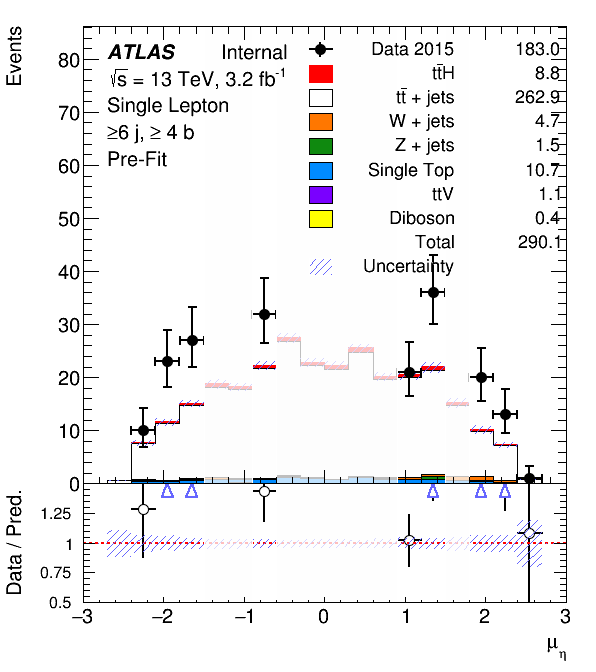 Events
ATLAS Internal
√s = 13 TeV, 3.2 fb-1
Single Lepton
≥6 j, ≥ 4 b
Pre-Fit
Data 2015 183.0
tt̄H 8.8
tt̄ + jets 262.9
W + jets 4.7
Z + jets 1.5
Single Top 10.7
ttV 1.1
Diboson 0.4
Total 290.1
Uncertainty
80
70
60
50
40
30
20
10
0
Data / Pred.
1.25
1
0.75
0.5
−3 −2 −1 0 1 2 3
μη